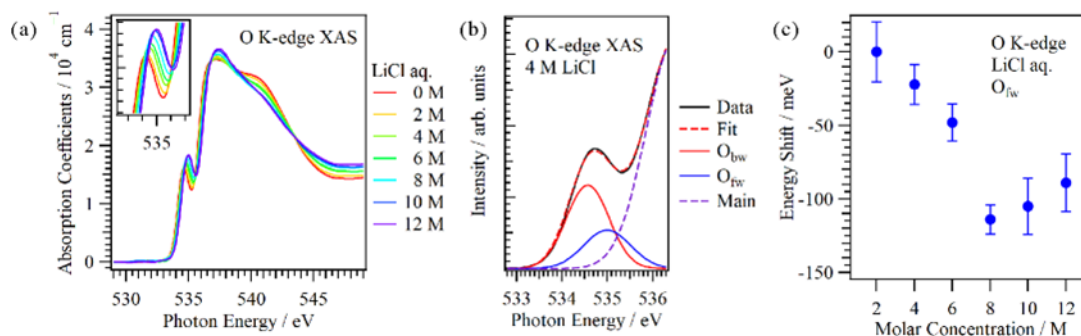 (a)
Absorption Coefficients / 10⁴ cm⁻¹
4
3
2
1
0
O K-edge XAS
LiCl aq.
0 M
2 M
4 M
6 M
8 M
10 M
12 M
535
530
535
540
545
Photon Energy / eV
(b)
Intensity / arb. units
O K-edge XAS
4 M LiCl
Data
Fit
O_bw
O_fw
Main
533
534
535
536
Photon Energy / eV
(c)
Energy Shift / meV
0
-50
-100
-150
O K-edge
LiCl aq.
O_fw
2
4
6
8
10
12
Molar Concentration / M